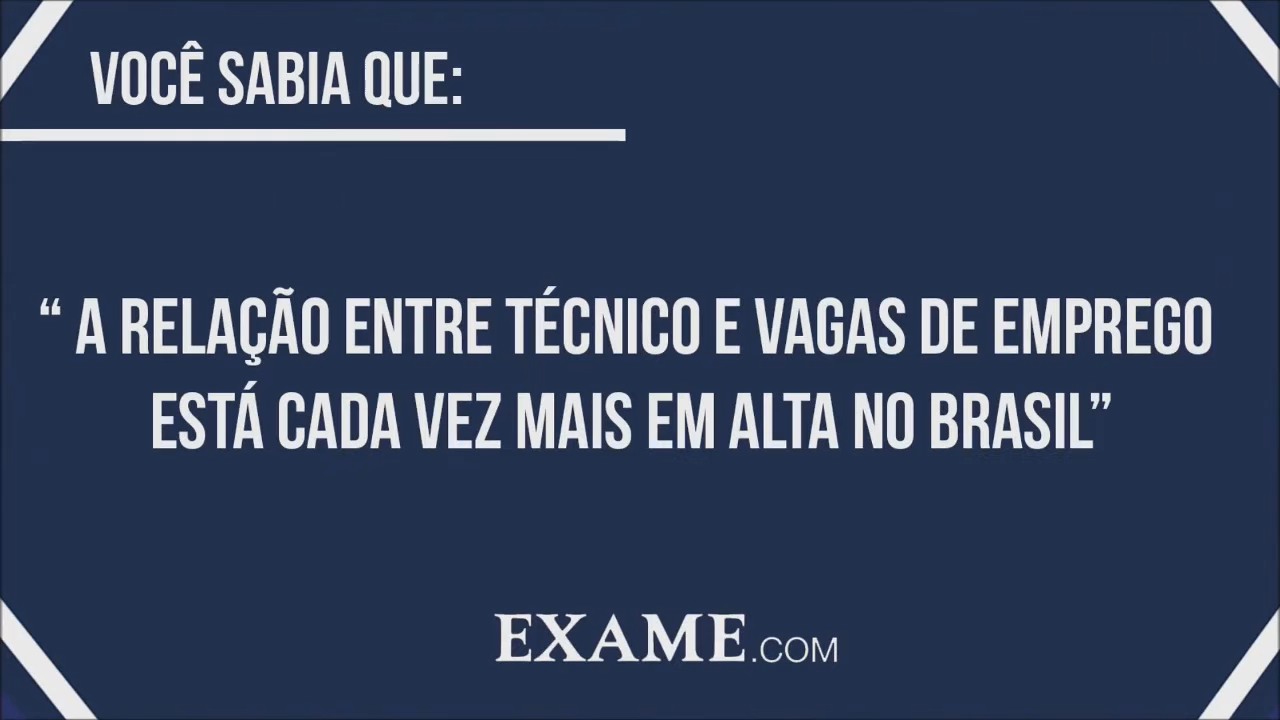 VOCÊ SABIA QUE:
“ A RELAÇÃO ENTRE TÉCNICO E VAGAS DE EMPREGO
ESTÁ CADA VEZ MAIS EM ALTA NO BRASIL”
EXAME.COM